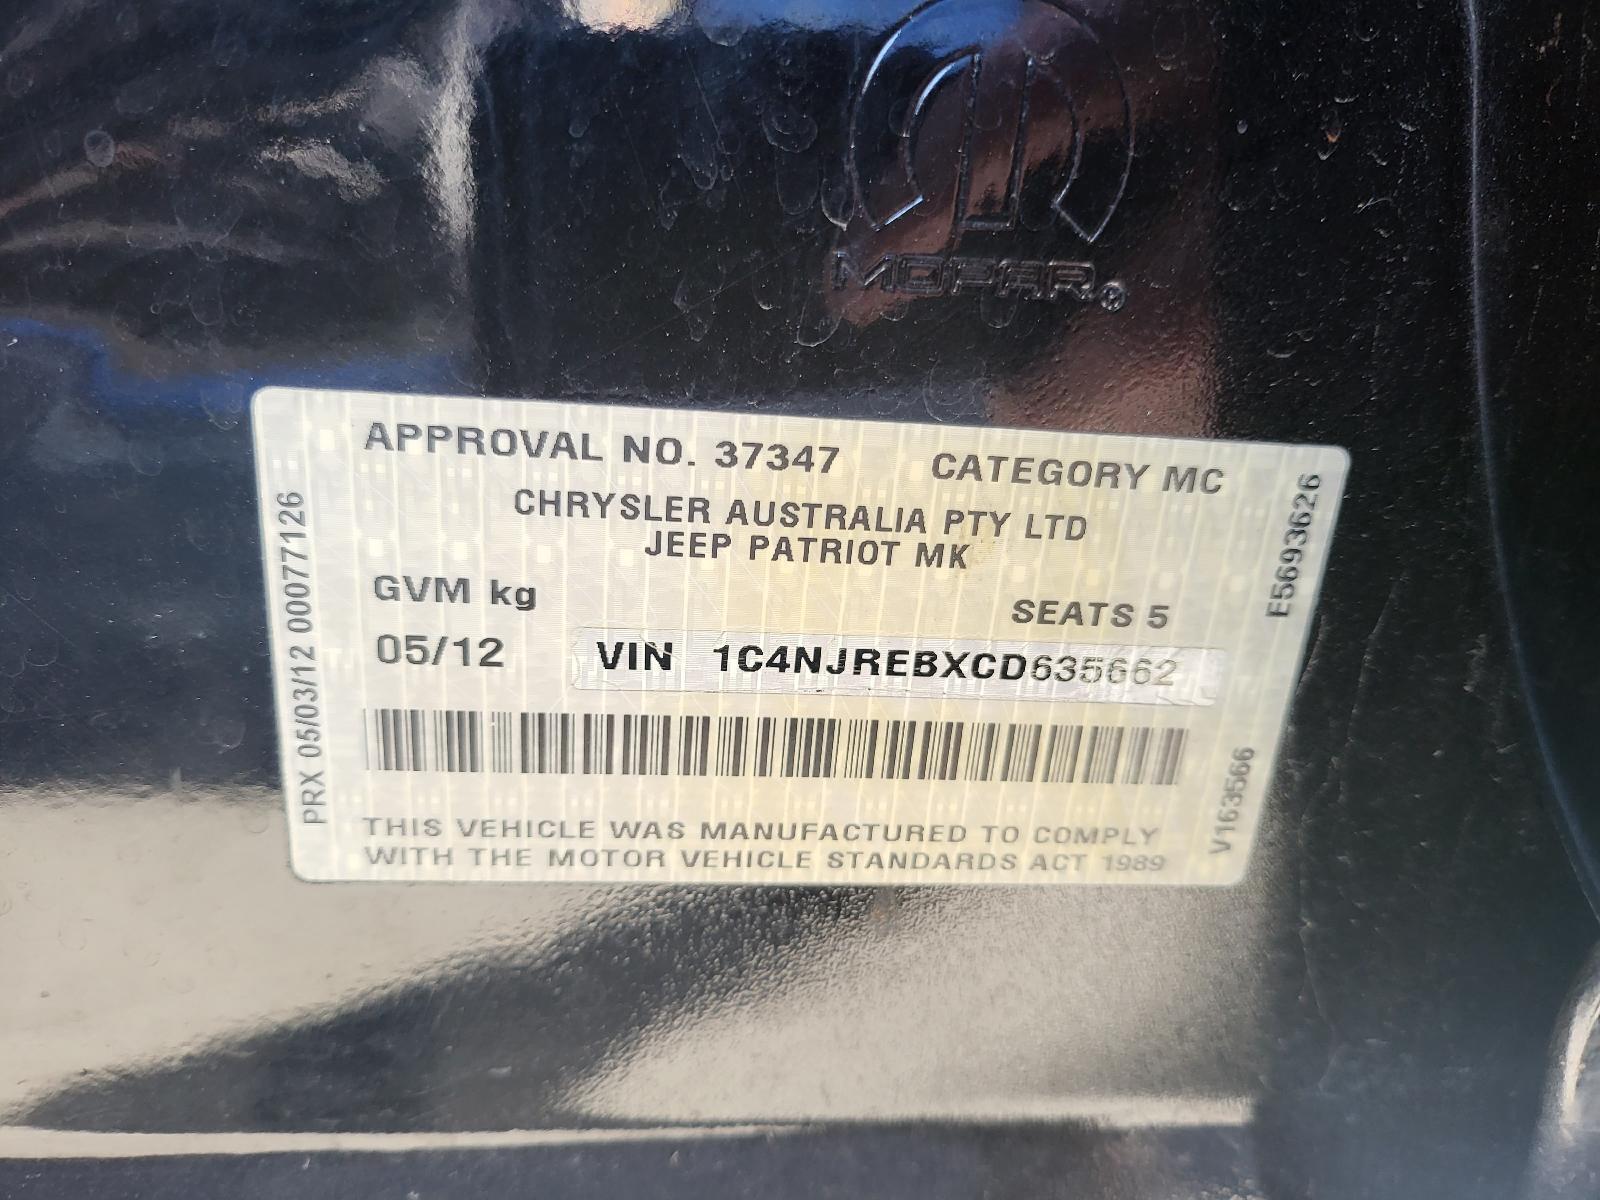 MOPAR®
APPROVAL NO. 37347 CATEGORY MC
CHRYSLER AUSTRALIA PTY LTD
JEEP PATRIOT MK
GVM kg SEATS 5
05/12 VIN 1C4NJREBXCD635662
THIS VEHICLE WAS MANUFACTURED TO COMPLY
WITH THE MOTOR VEHICLE STANDARDS ACT 1989
PRX 05/03/12 00077126
E5693626
V163566